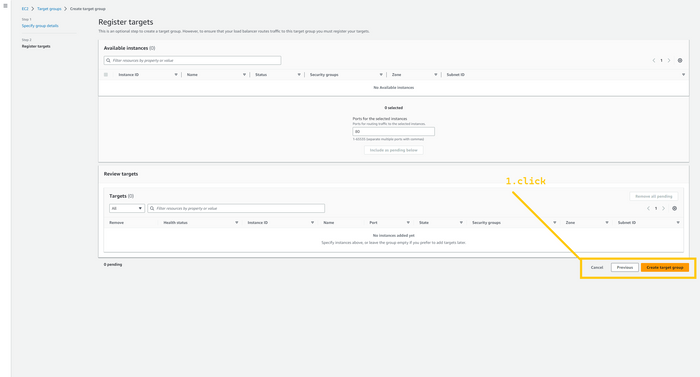 EC2 > Target groups > Create target group
Step 1
Specify group details
Step 2
Register targets
Register targets
This is an optional step to create a target group. However, to ensure that your load balancer routes traffic to this target group you must register your targets.
Available instances (0)
Filter resources by property or value
1
Instance ID Name Status Security groups Zone Subnet ID
No Available instances
0 selected
Ports for the selected instances
Ports for routing traffic to the selected instances.
80
1-65535 (separate multiple ports with commas)
Include as pending below
Review targets
1.click
Targets (0)
Remove all pending
All
Filter resources by property or value
1
Remove Health status Instance ID Name Port State Security groups Zone Subnet ID
No instances added yet
Specify instances above, or leave the group empty if you prefer to add targets later.
0 pending
Cancel Previous Create target group